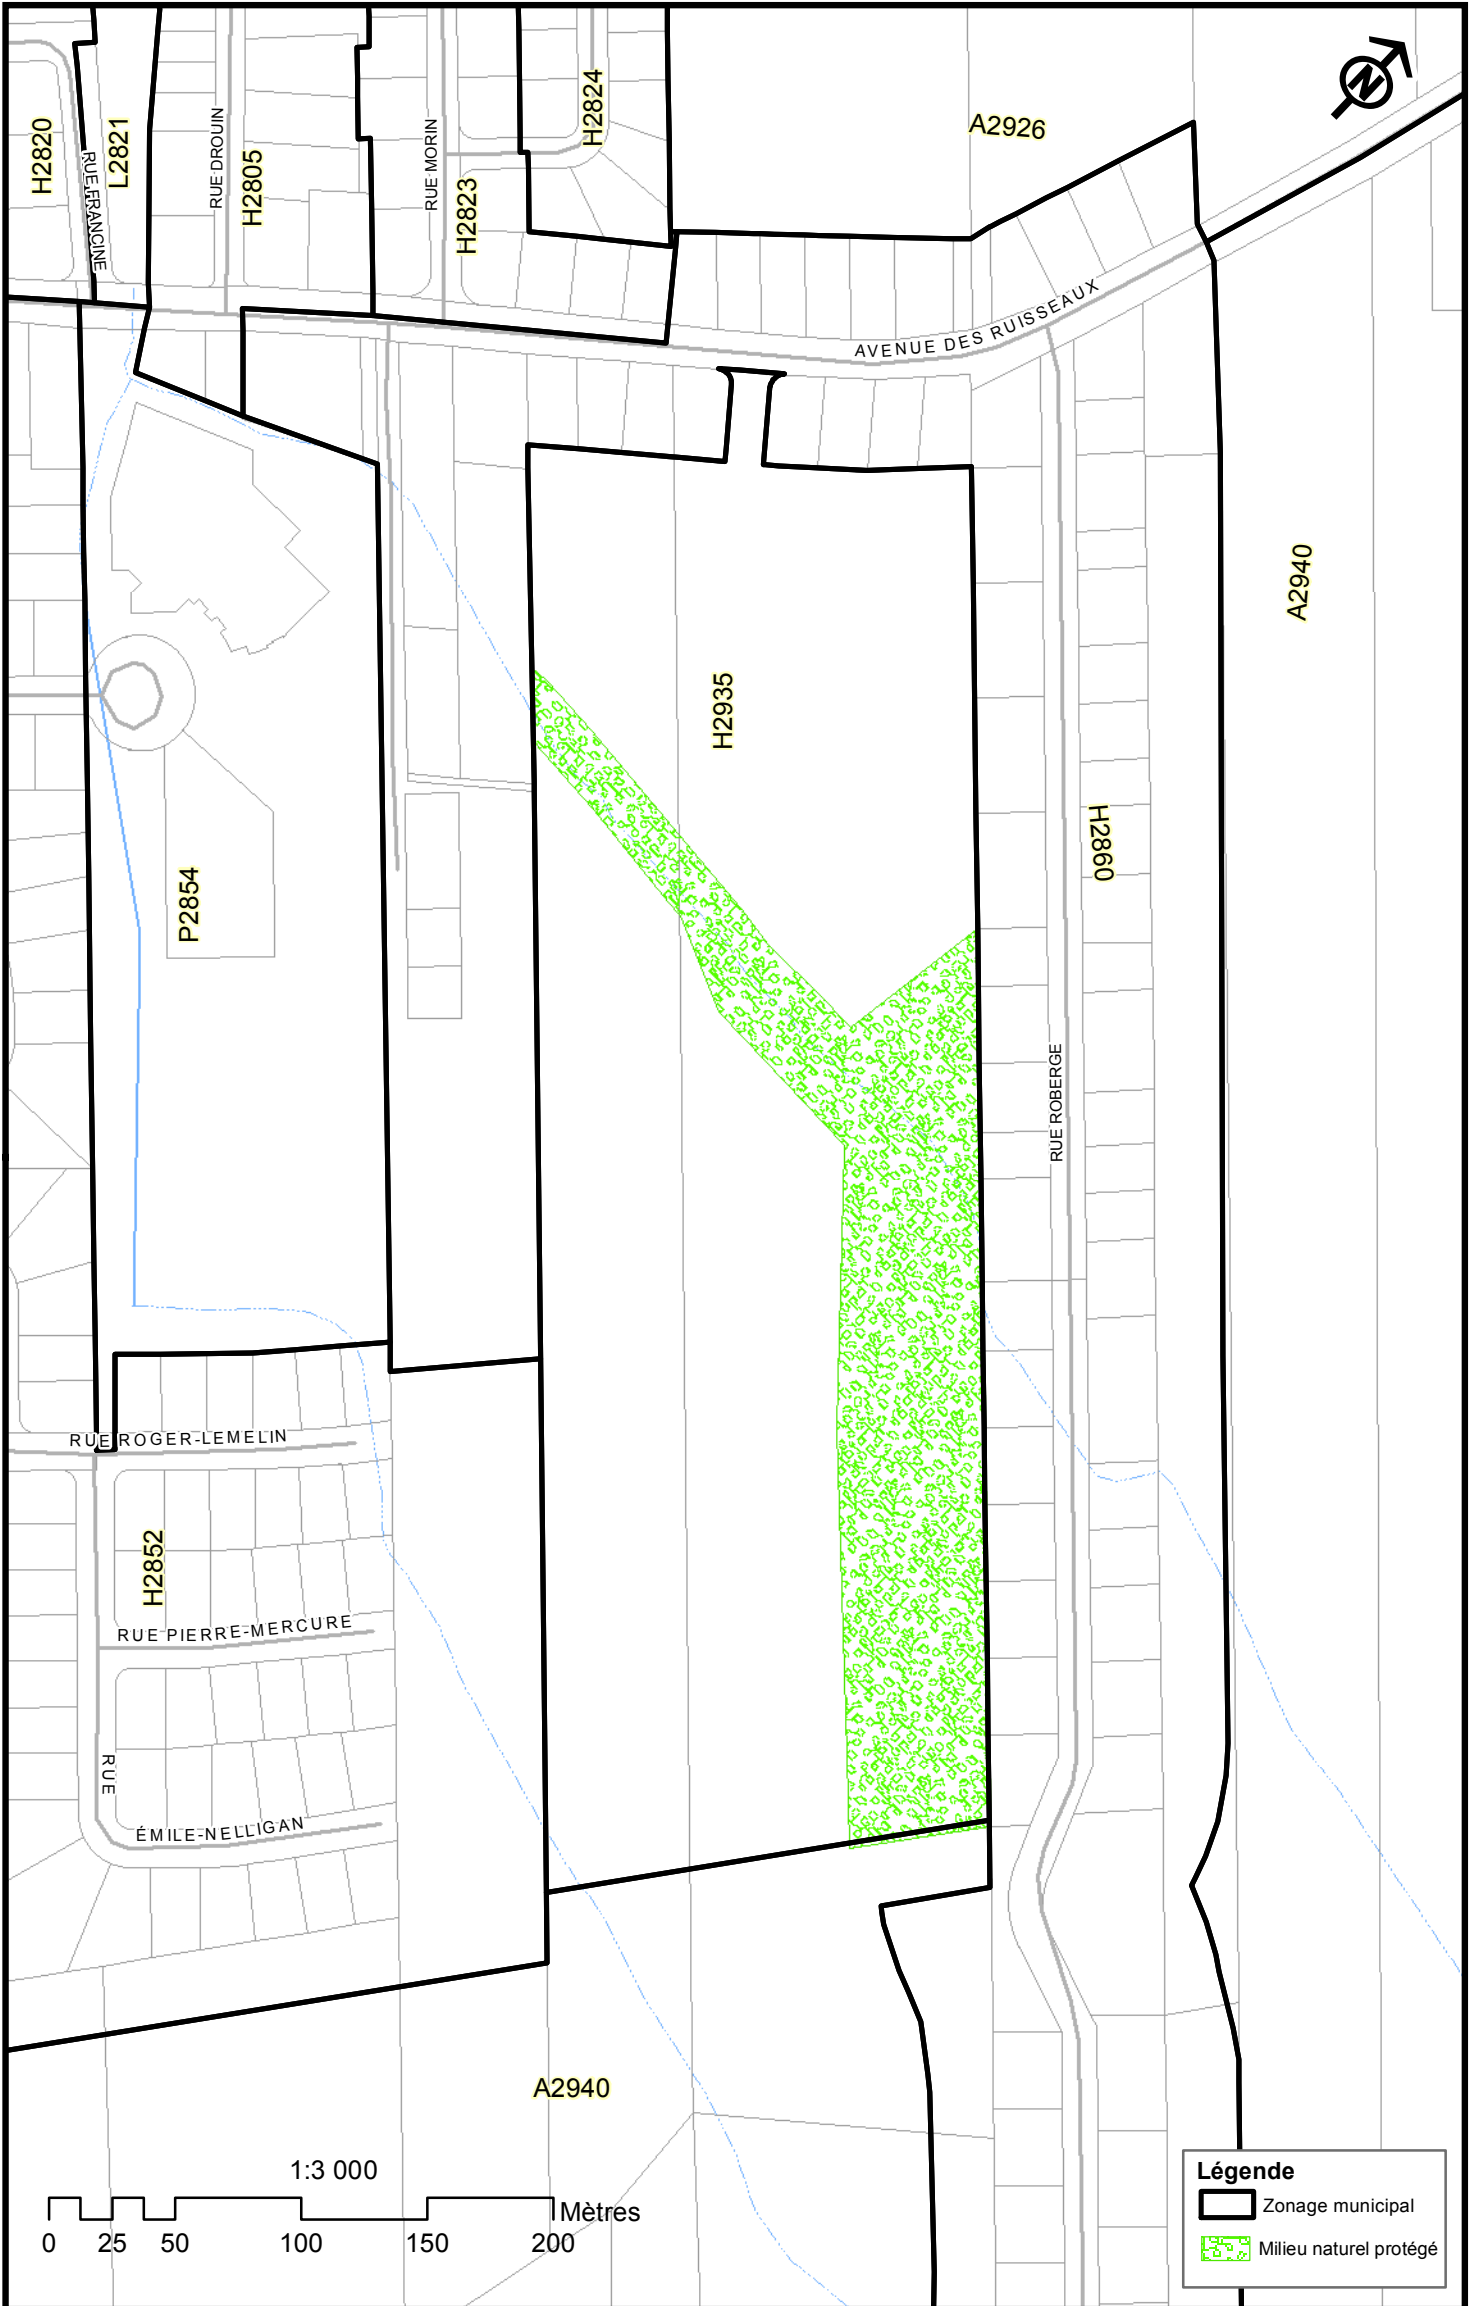 N
H2820
RUE FRANCINE
L2821
RUE DROUIN
H2805
RUE MORIN
H2823
H2824
A2926
AVENUE DES RUISSEAUX
A2940
H2935
H2860
P2854
RUE ROBERGE
RUE ROGER-LEMELIN
H2852
RUE PIERRE-MERCURE
RUE
ÉMILE-NELLIGAN
A2940
1:3 000
Mètres
0 25 50 100 150 200
Légende
Zonage municipal
Milieu naturel protégé